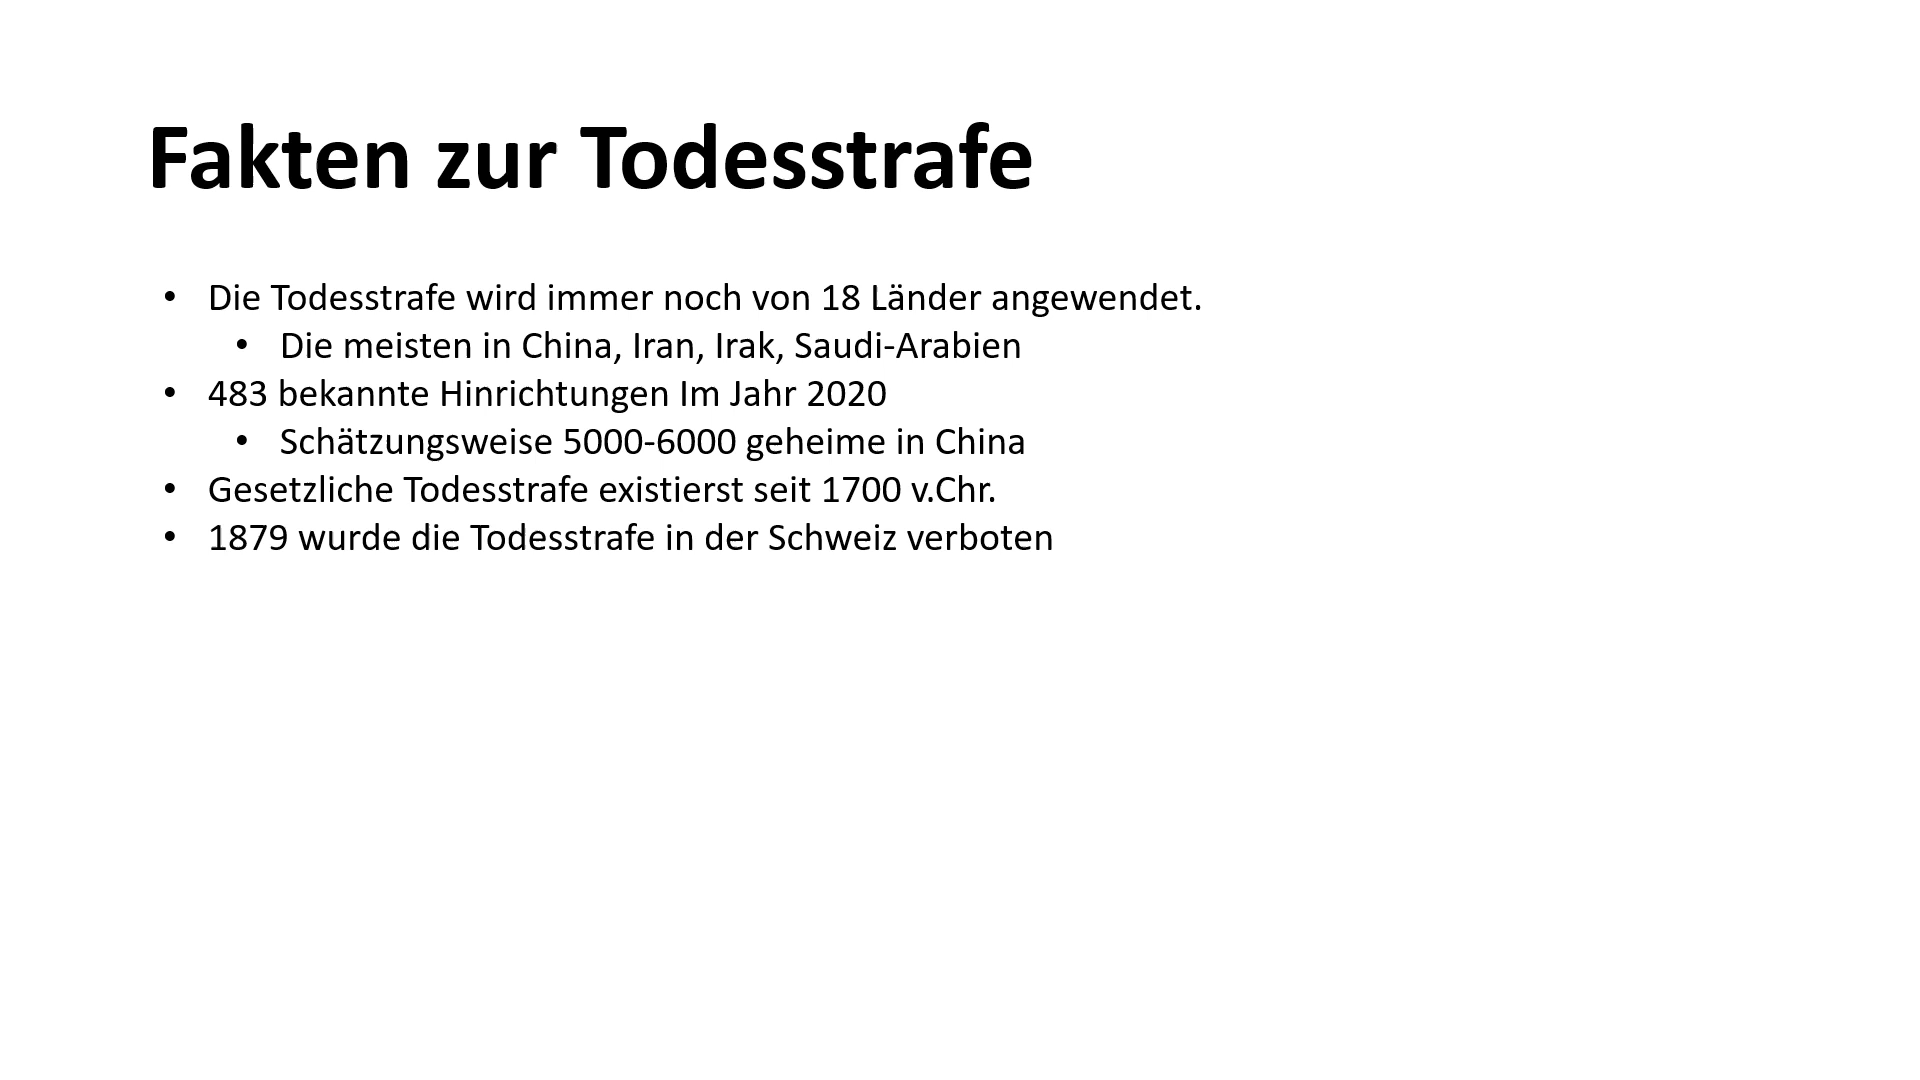 Fakten zur Todesstrafe
• Die Todesstrafe wird immer noch von 18 Länder angewendet.
• Die meisten in China, Iran, Irak, Saudi-Arabien
• 483 bekannte Hinrichtungen Im Jahr 2020
• Schätzungsweise 5000-6000 geheime in China
• Gesetzliche Todesstrafe existierst seit 1700 v.Chr.
• 1879 wurde die Todesstrafe in der Schweiz verboten